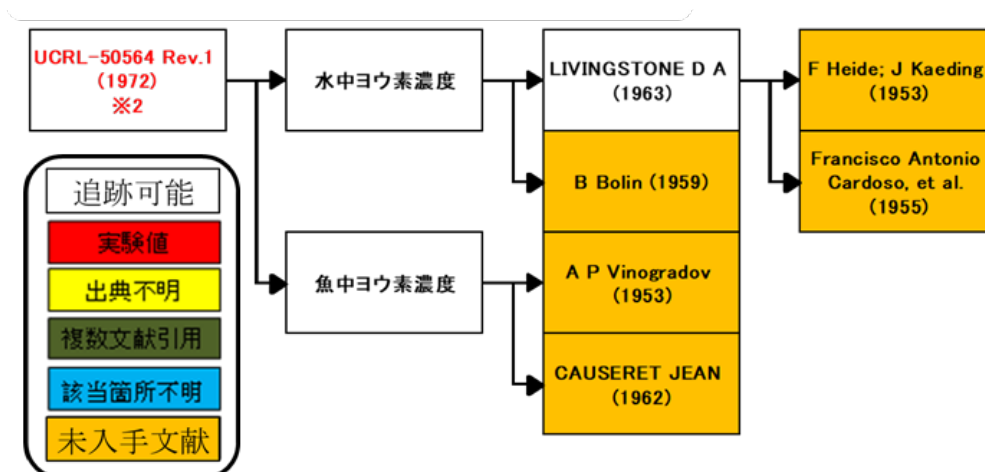 UCRL-50564 Rev.1
(1972)
※2
水中ヨウ素濃度
LIVINGSTONE D A
(1963)
F Heide; J Kaeding
(1953)
B Bolin (1959)
Francisco Antonio
Cardoso, et al.
(1955)
魚中ヨウ素濃度
A P Vinogradov
(1953)
CAUSERET JEAN
(1962)
追跡可能
実験値
出典不明
複数文献引用
該当箇所不明
未入手文献